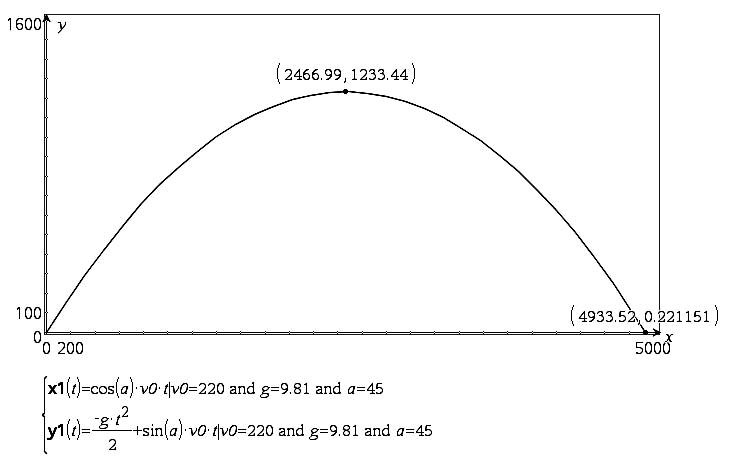 1600 y
(2466.99,1233.44)
100
(4933.52,0.221151)
0
x
0 200 5000
x1(t)=cos(a)·v0·t|v0=220 and g=9.81 and a=45
y1(t)=-g·t²/2+sin(a)·v0·t|v0=220 and g=9.81 and a=45